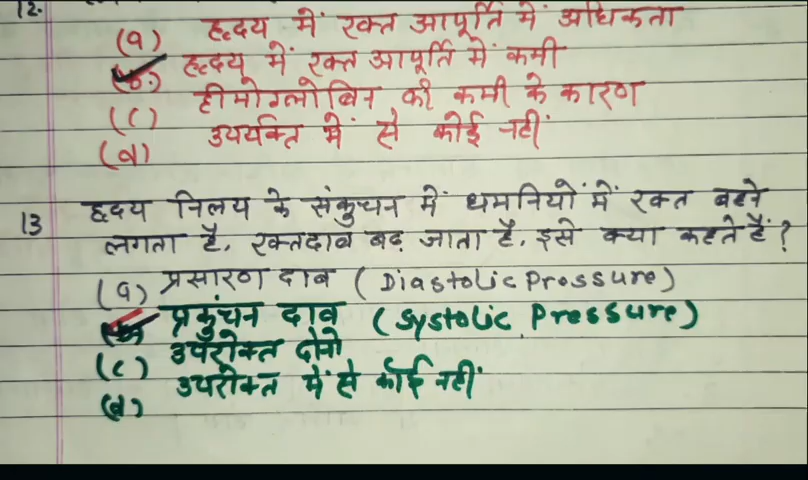 12.
(a) हृदय में रक्त आपूर्ति में अधिकता
(b) हृदय में रक्त आपूर्ति में कमी
(c) हीमोग्लोबिन की कमी के कारण
(d) उपर्यक्त में से कोई नहीं
13 हृदय निलय के संकुचन में धमनियों में रक्त बहने
लगता है, रक्तदाव बढ़ जाता है, इसे क्या कहते हैं ?
(a) प्रसारण दाव ( Diastolic Pressure)
(b) प्रकुंचन दाव (Systolic Pressure)
(c) उपरोक्त दोनो
(d) उपरोक्त में से कोई नहीं